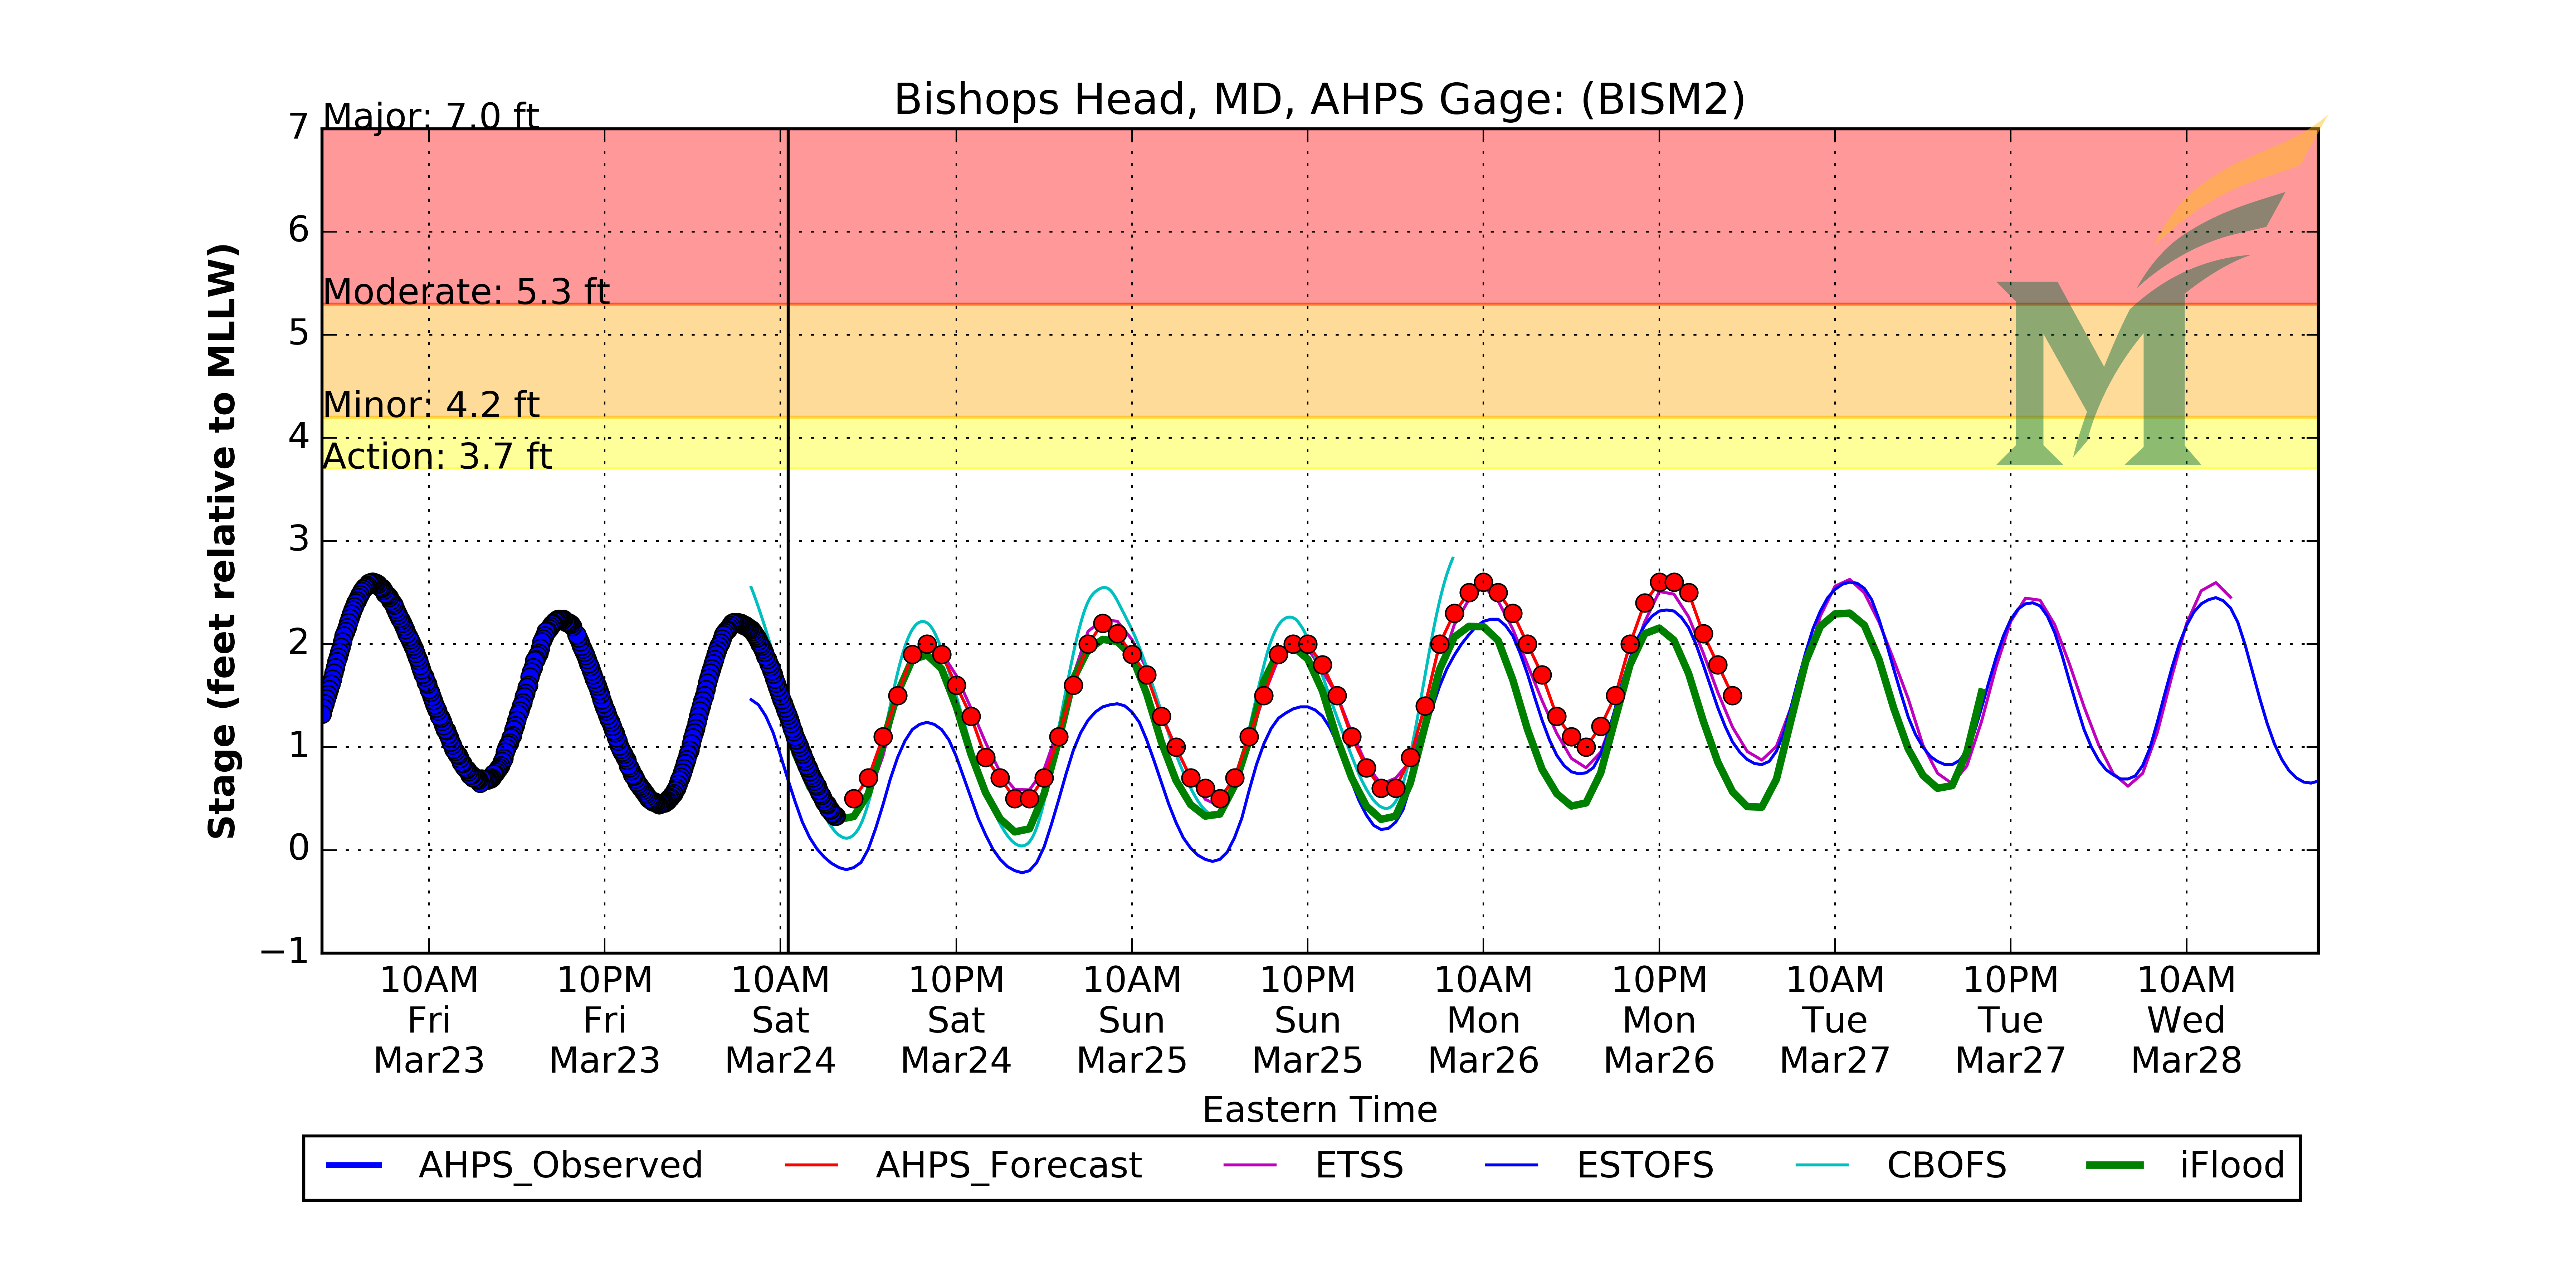 Bishops Head, MD, AHPS Gage: (BISM2)
Major: 7.0 ft
Moderate: 5.3 ft
Minor: 4.2 ft
Action: 3.7 ft
7
6
5
4
3
2
1
0
−1
Stage (feet relative to MLLW)
10AM Fri Mar23
10PM Fri Mar23
10AM Sat Mar24
10PM Sat Mar24
10AM Sun Mar25
10PM Sun Mar25
10AM Mon Mar26
10PM Mon Mar26
10AM Tue Mar27
10PM Tue Mar27
10AM Wed Mar28
Eastern Time
AHPS_Observed AHPS_Forecast ETSS ESTOFS CBOFS iFlood
M